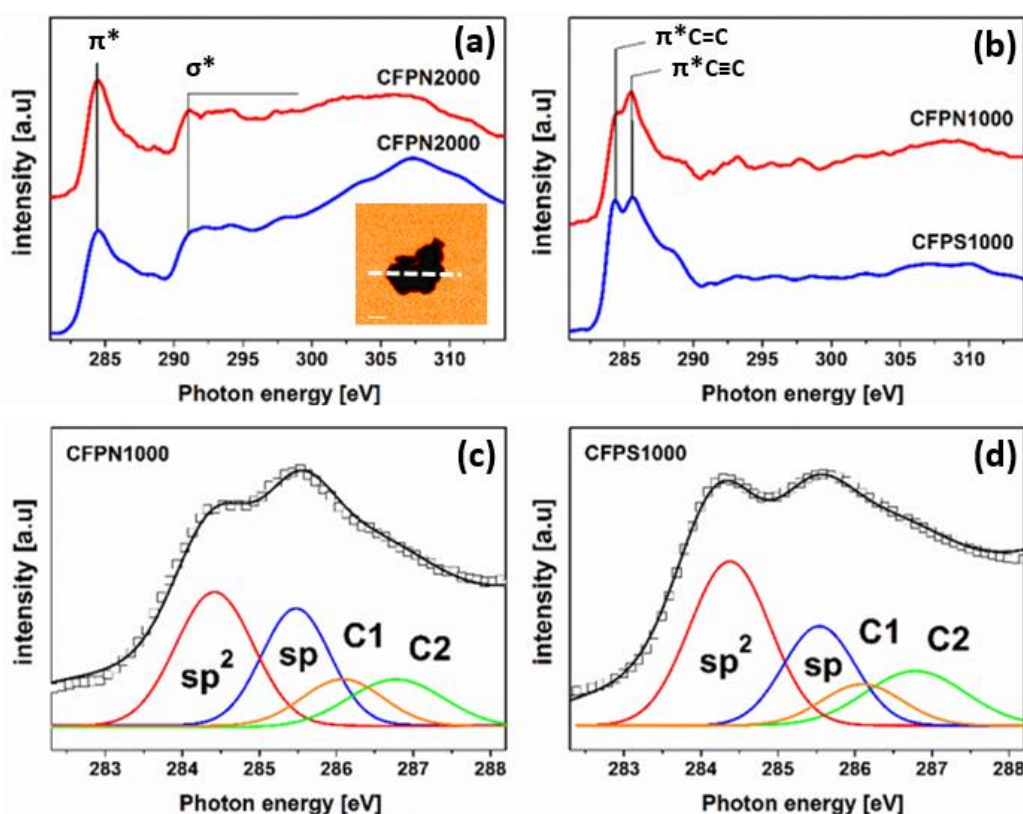 (a)
π*
σ*
CFPN2000
CFPN2000
intensity [a.u]
285 290 295 300 305 310
Photon energy [eV]
(b)
π*C=C
π*C≡C
CFPN1000
CFPS1000
intensity [a.u]
285 290 295 300 305 310
Photon energy [eV]
CFPN1000
(c)
sp²
sp
C1
C2
intensity [a.u]
283 284 285 286 287 288
Photon energy [eV]
CFPS1000
(d)
sp²
sp
C1
C2
intensity [a.u]
283 284 285 286 287 288
Photon energy [eV]